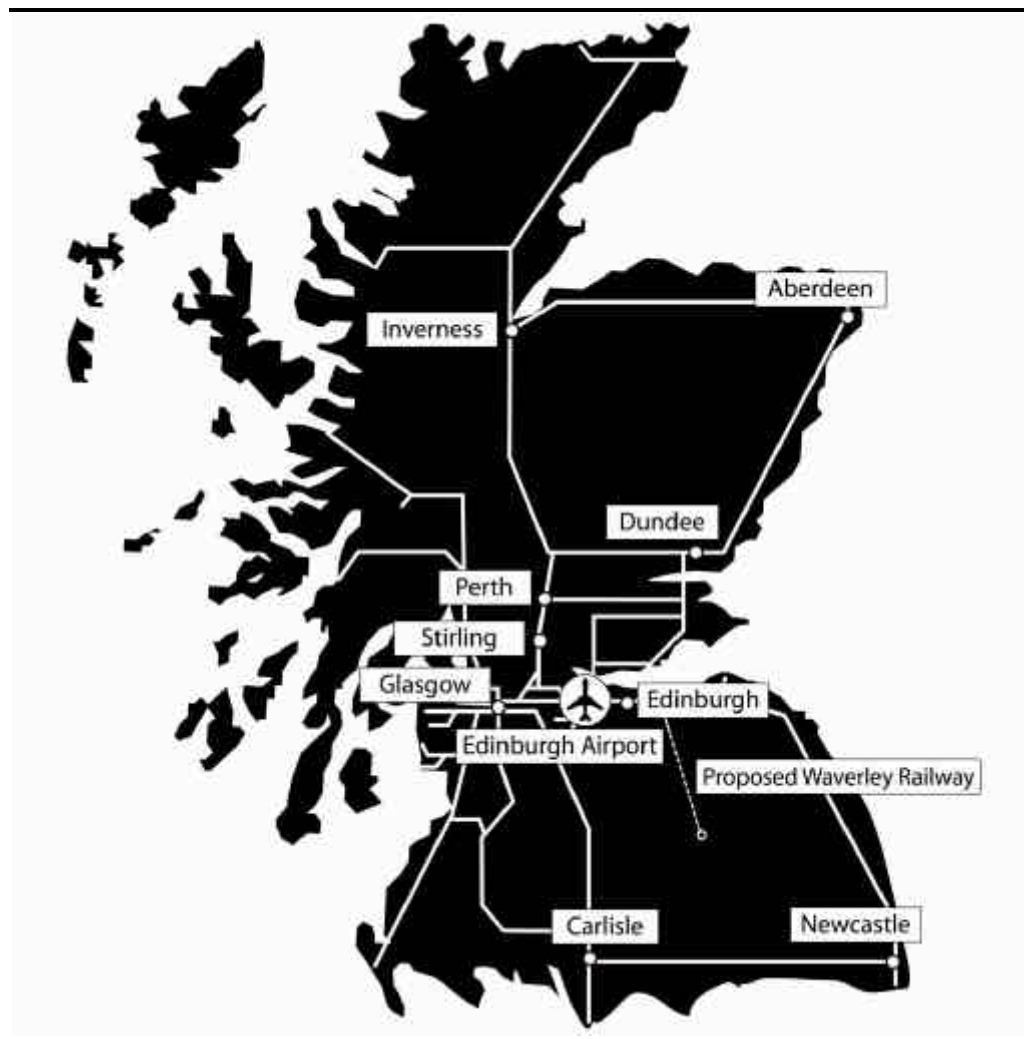 Aberdeen
Inverness
Dundee
Perth
Stirling
Glasgow
Edinburgh
Edinburgh Airport
Proposed Waverley Railway
Carlisle
Newcastle